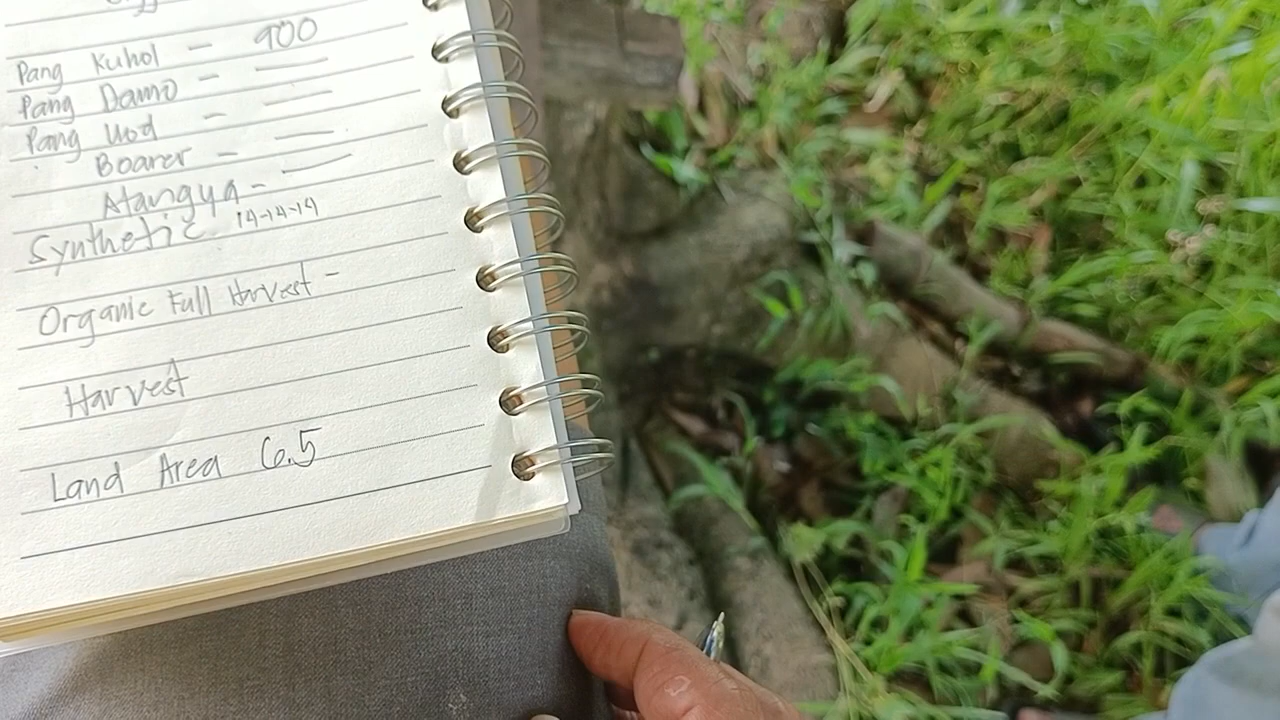 Pang Kuhol - 900
Pang Damo - —
Pang Uod - —
Boarer - —
Atangya - —
Synthetic 14-14-14
Organic Full Harvest -
Harvest
Land Area 6.5